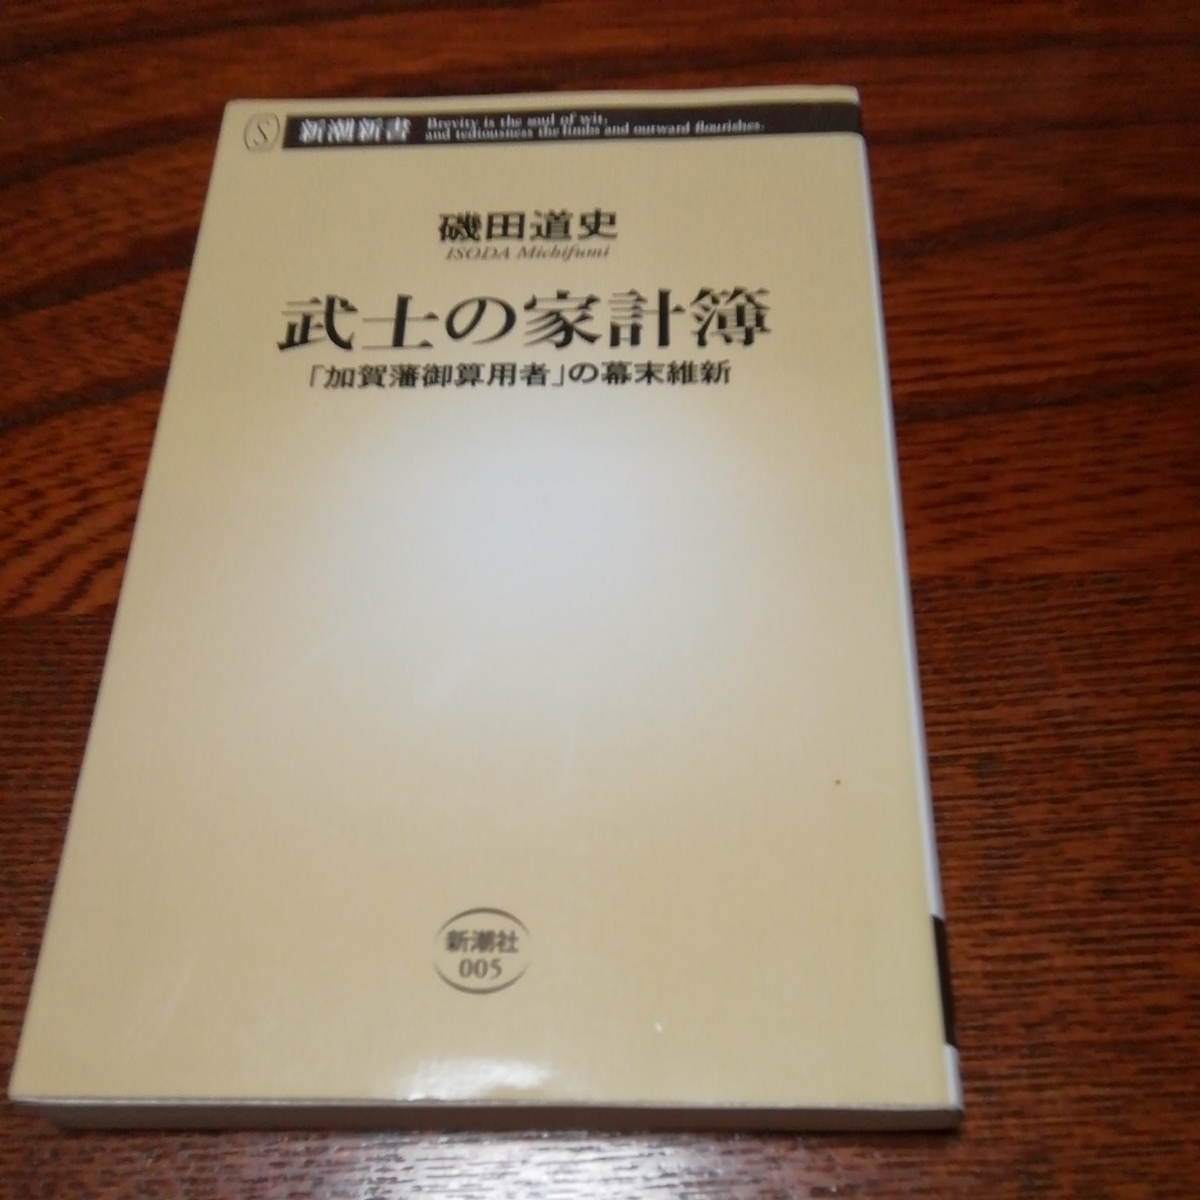 S 新潮新書 Brevity is the soul of wit,
and tediousness the limbs and outward flourishes.
磯田道史
ISODA Michifumi
武士の家計簿
「加賀藩御算用者」の幕末維新
新潮社
005